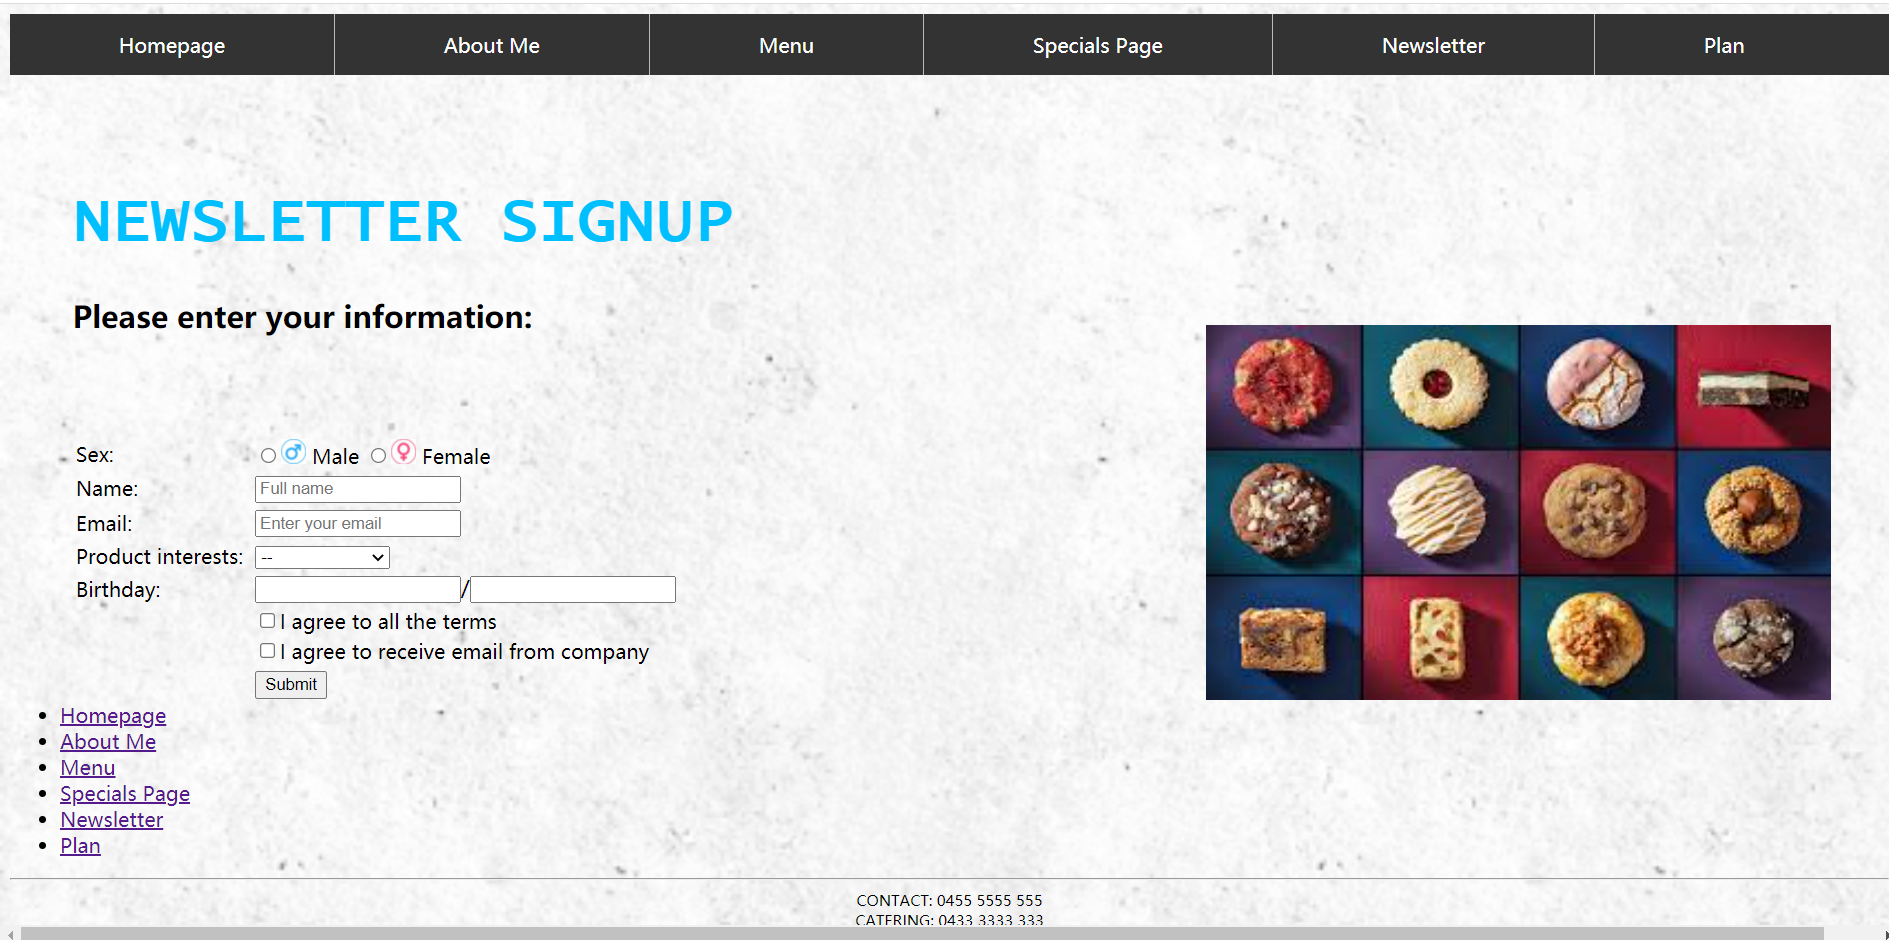 Homepage About Me Menu Specials Page Newsletter Plan
NEWSLETTER SIGNUP
Please enter your information:
Sex: Male Female
Name: Full name
Email: Enter your email
Product interests: --
Birthday: /
I agree to all the terms
I agree to receive email from company
Submit
Homepage
About Me
Menu
Specials Page
Newsletter
Plan
CONTACT: 0455 5555 555
CATERING: 0433 3333 333